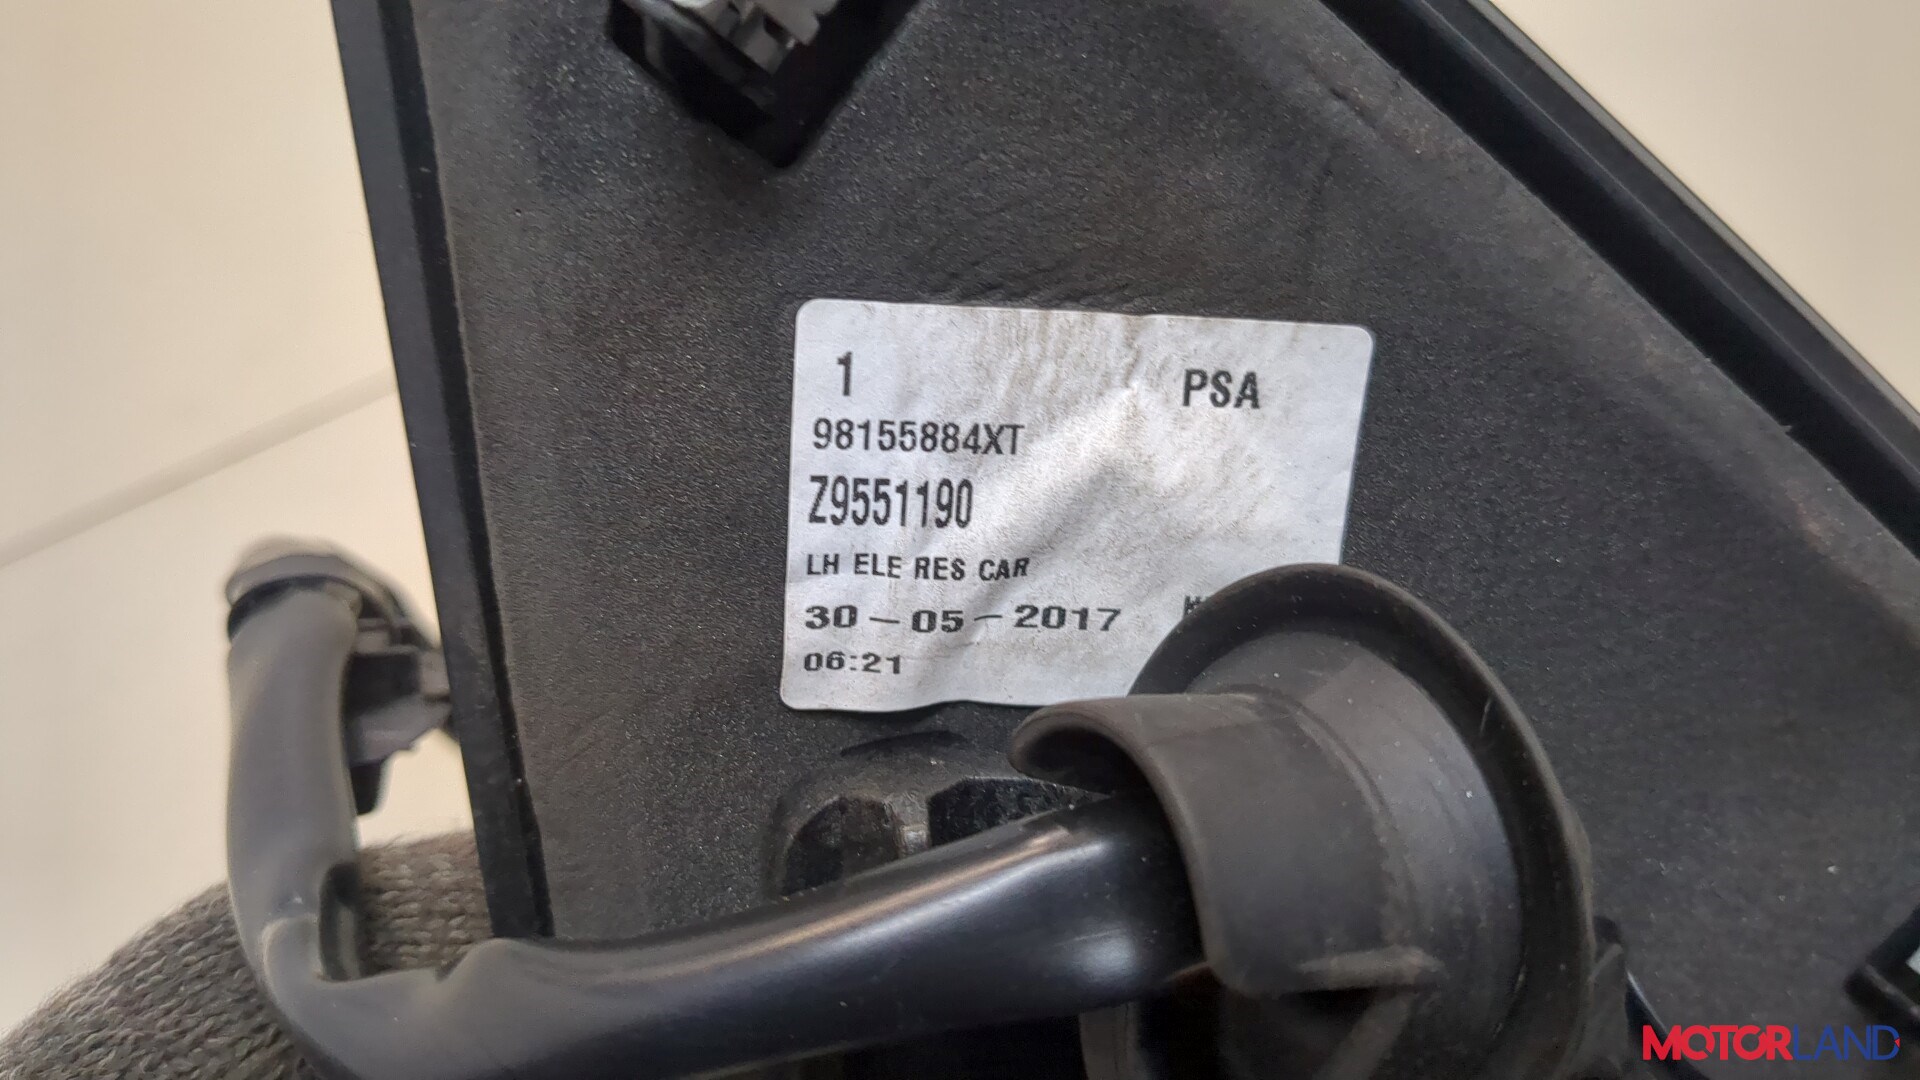 1 PSA
98155884XT
Z9551190
LH ELE RES CAR
30-05-2017
06:21
MOTORLAND